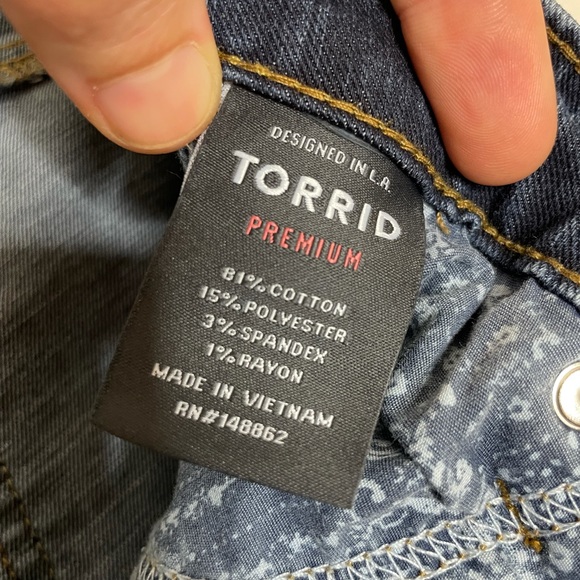 DESIGNED IN L.A.
TORRID
PREMIUM
81% COTTON
15% POLYESTER
3% SPANDEX
1% RAYON
MADE IN VIETNAM
RN#148862